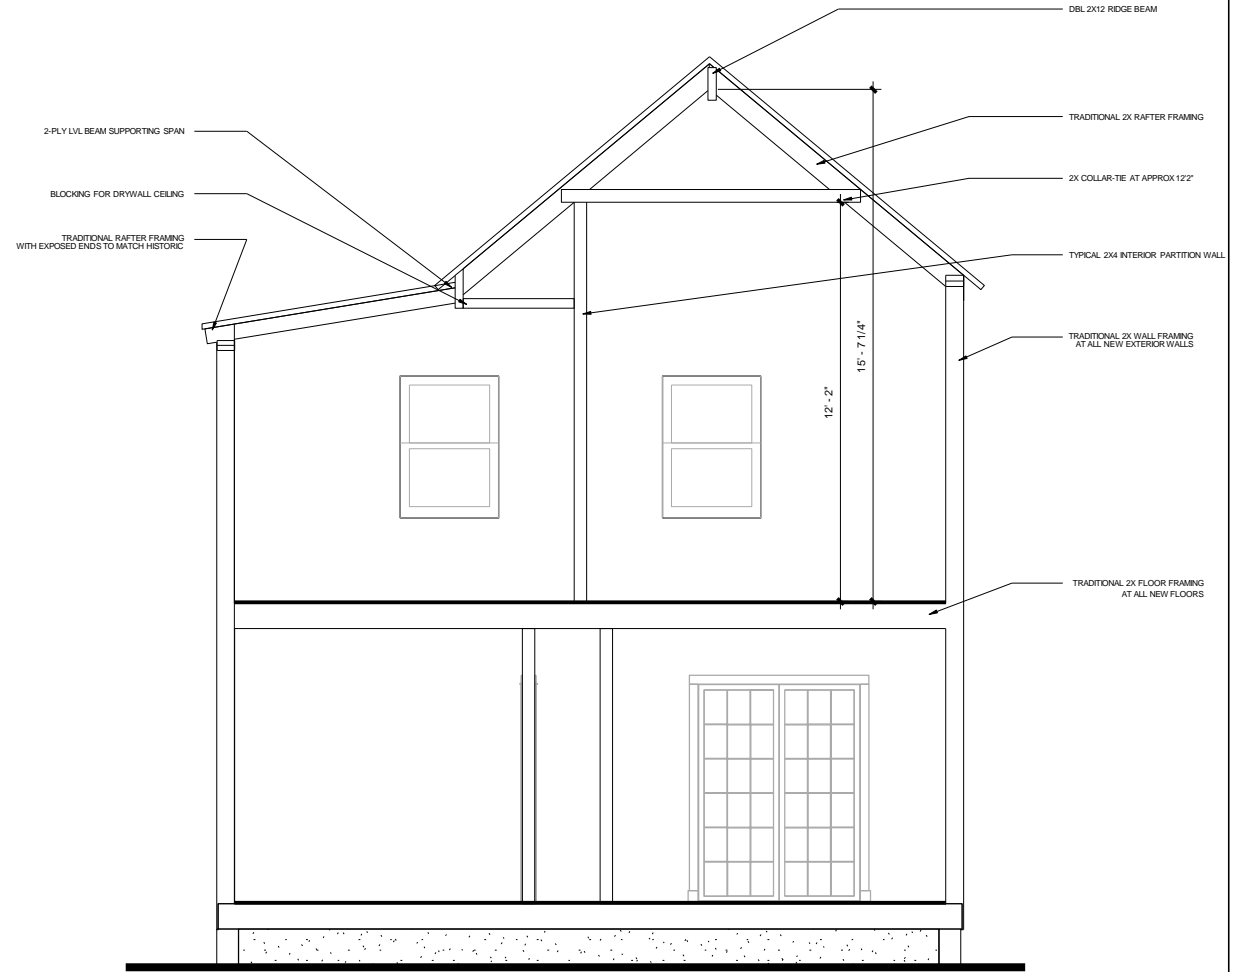 DBL 2X12 RIDGE BEAM
2-PLY LVL BEAM SUPPORTING SPAN
TRADITIONAL 2X RAFTER FRAMING
BLOCKING FOR DRYWALL CEILING
2X COLLAR-TIE AT APPROX 12'2"
TRADITIONAL RAFTER FRAMING
WITH EXPOSED ENDS TO MATCH HISTORIC
TYPICAL 2X4 INTERIOR PARTITION WALL
TRADITIONAL 2X WALL FRAMING
AT ALL NEW EXTERIOR WALLS
15' - 7 1/4"
12' - 2"
TRADITIONAL 2X FLOOR FRAMING
AT ALL NEW FLOORS